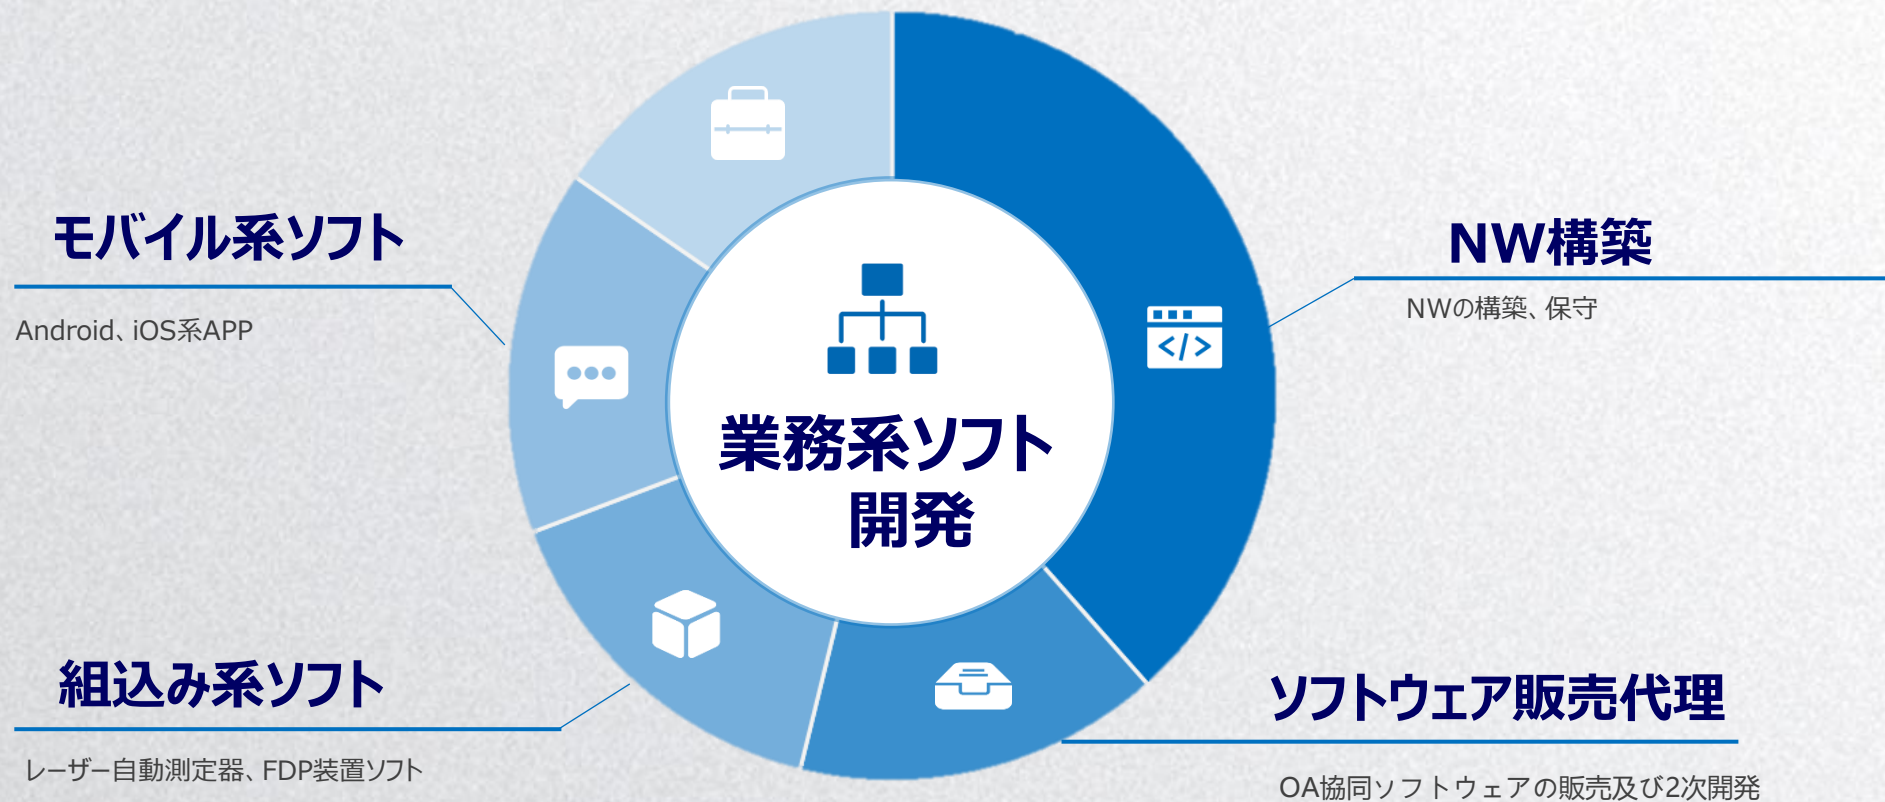 モバイル系ソフト
Android、iOS系APP
NW構築
NWの構築、保守
</>
業務系ソフト
開発
組込み系ソフト
レーザー自動測定器、FDP装置ソフト
ソフトウェア販売代理
OA協同ソフトウェアの販売及び2次開発